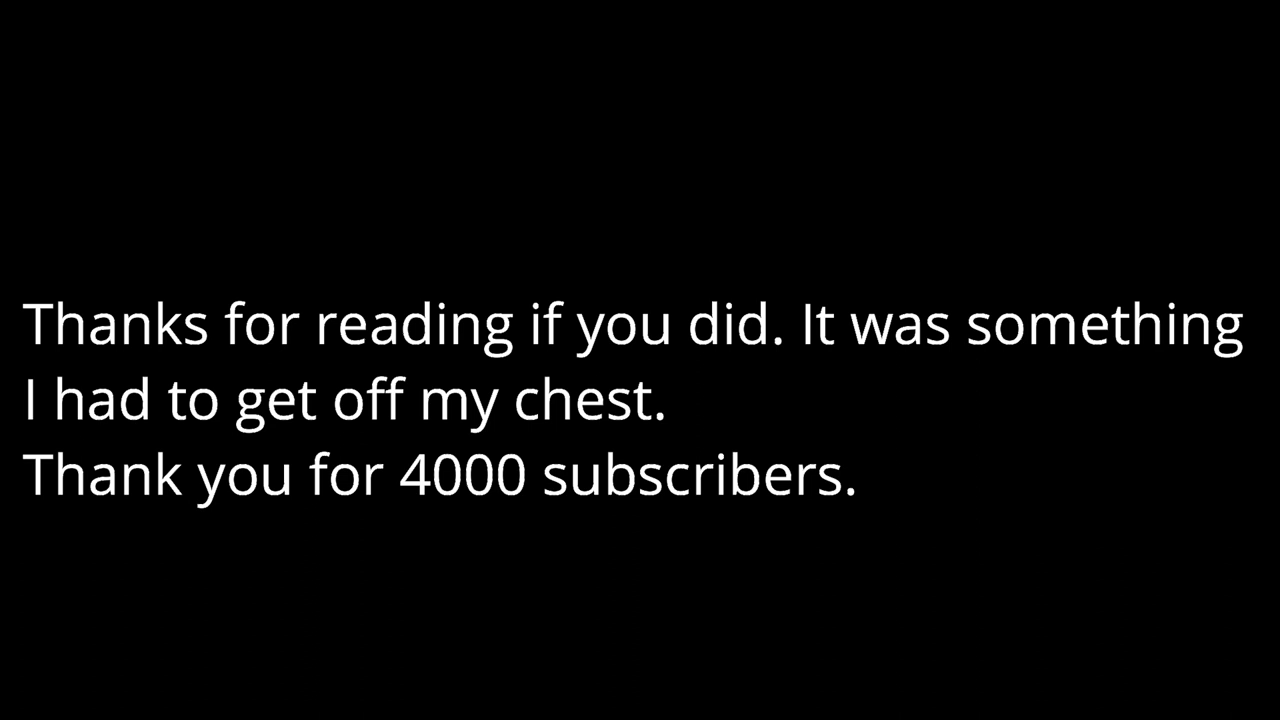 Thanks for reading if you did. It was something
I had to get off my chest.
Thank you for 4000 subscribers.